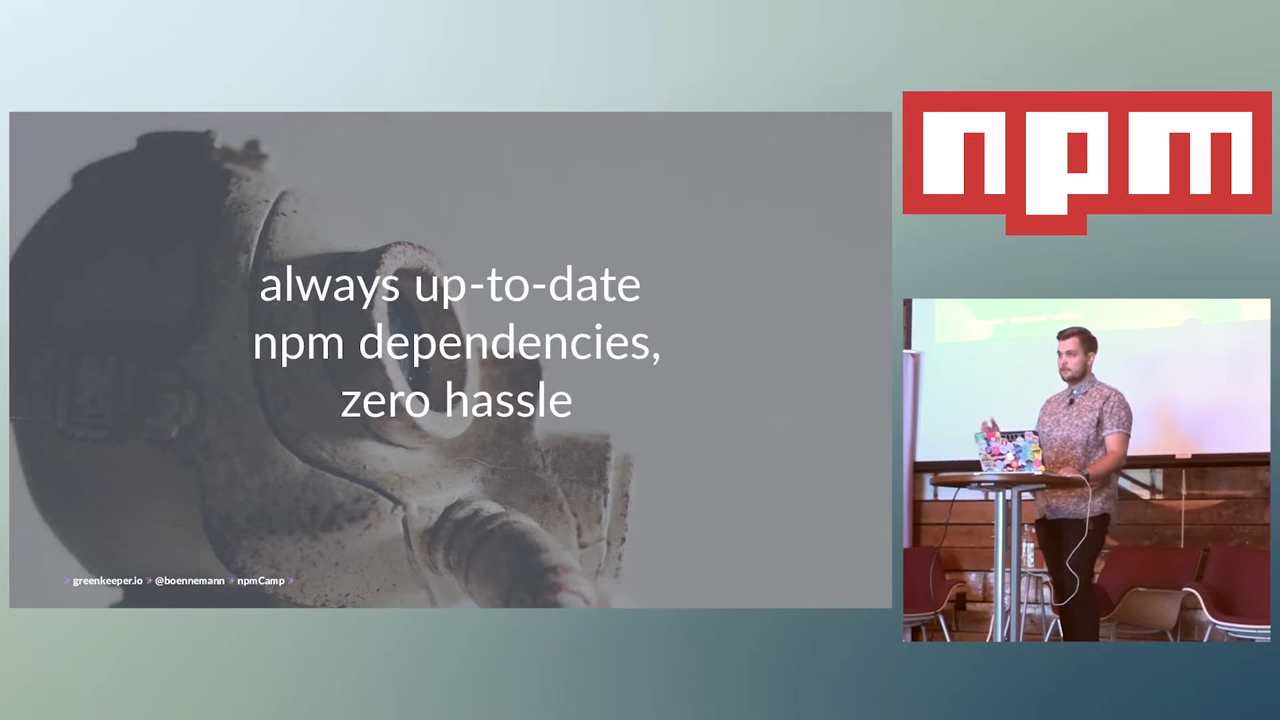 always up-to-date
npm dependencies,
zero hassle
greenkeeper.io ✨ @boennemann ✨ npmCamp
npm